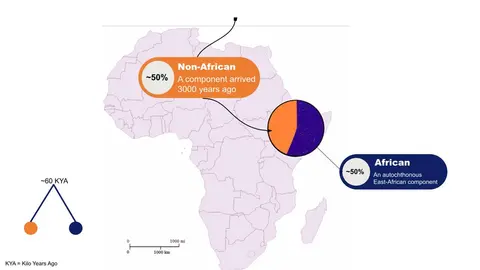 ~50%
Non-African
A component arrived
3000 years ago
~50%
African
An autochthonous
East-African component
~60 KYA
1000 mi
1000 km
KYA = Kilo Years Ago